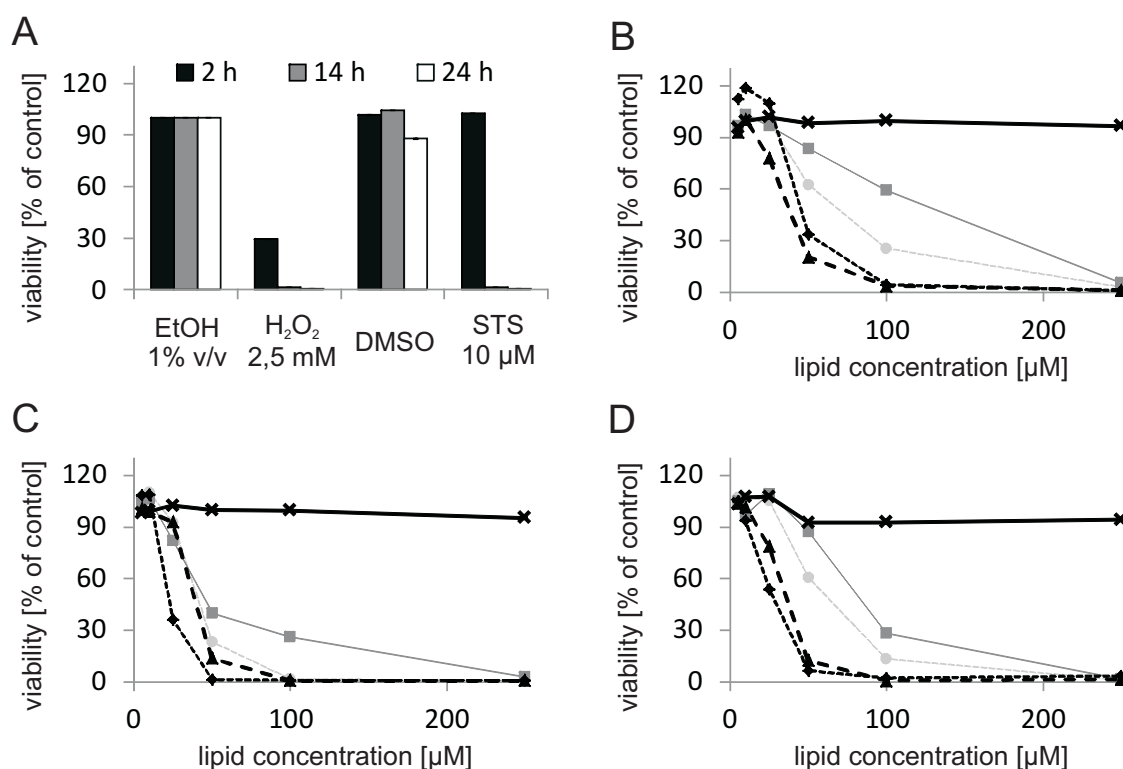 A
viability [% of control]
120
90
60
30
0
2 h 14 h 24 h
EtOH
1% v/v
H₂O₂
2,5 mM
DMSO
STS
10 µM
B
viability [% of control]
120
90
60
30
0
0 100 200
lipid concentration [µM]
C
viability [% of control]
120
90
60
30
0
0 100 200
lipid concentration [µM]
D
viability [% of control]
120
90
60
30
0
0 100 200
lipid concentration [µM]